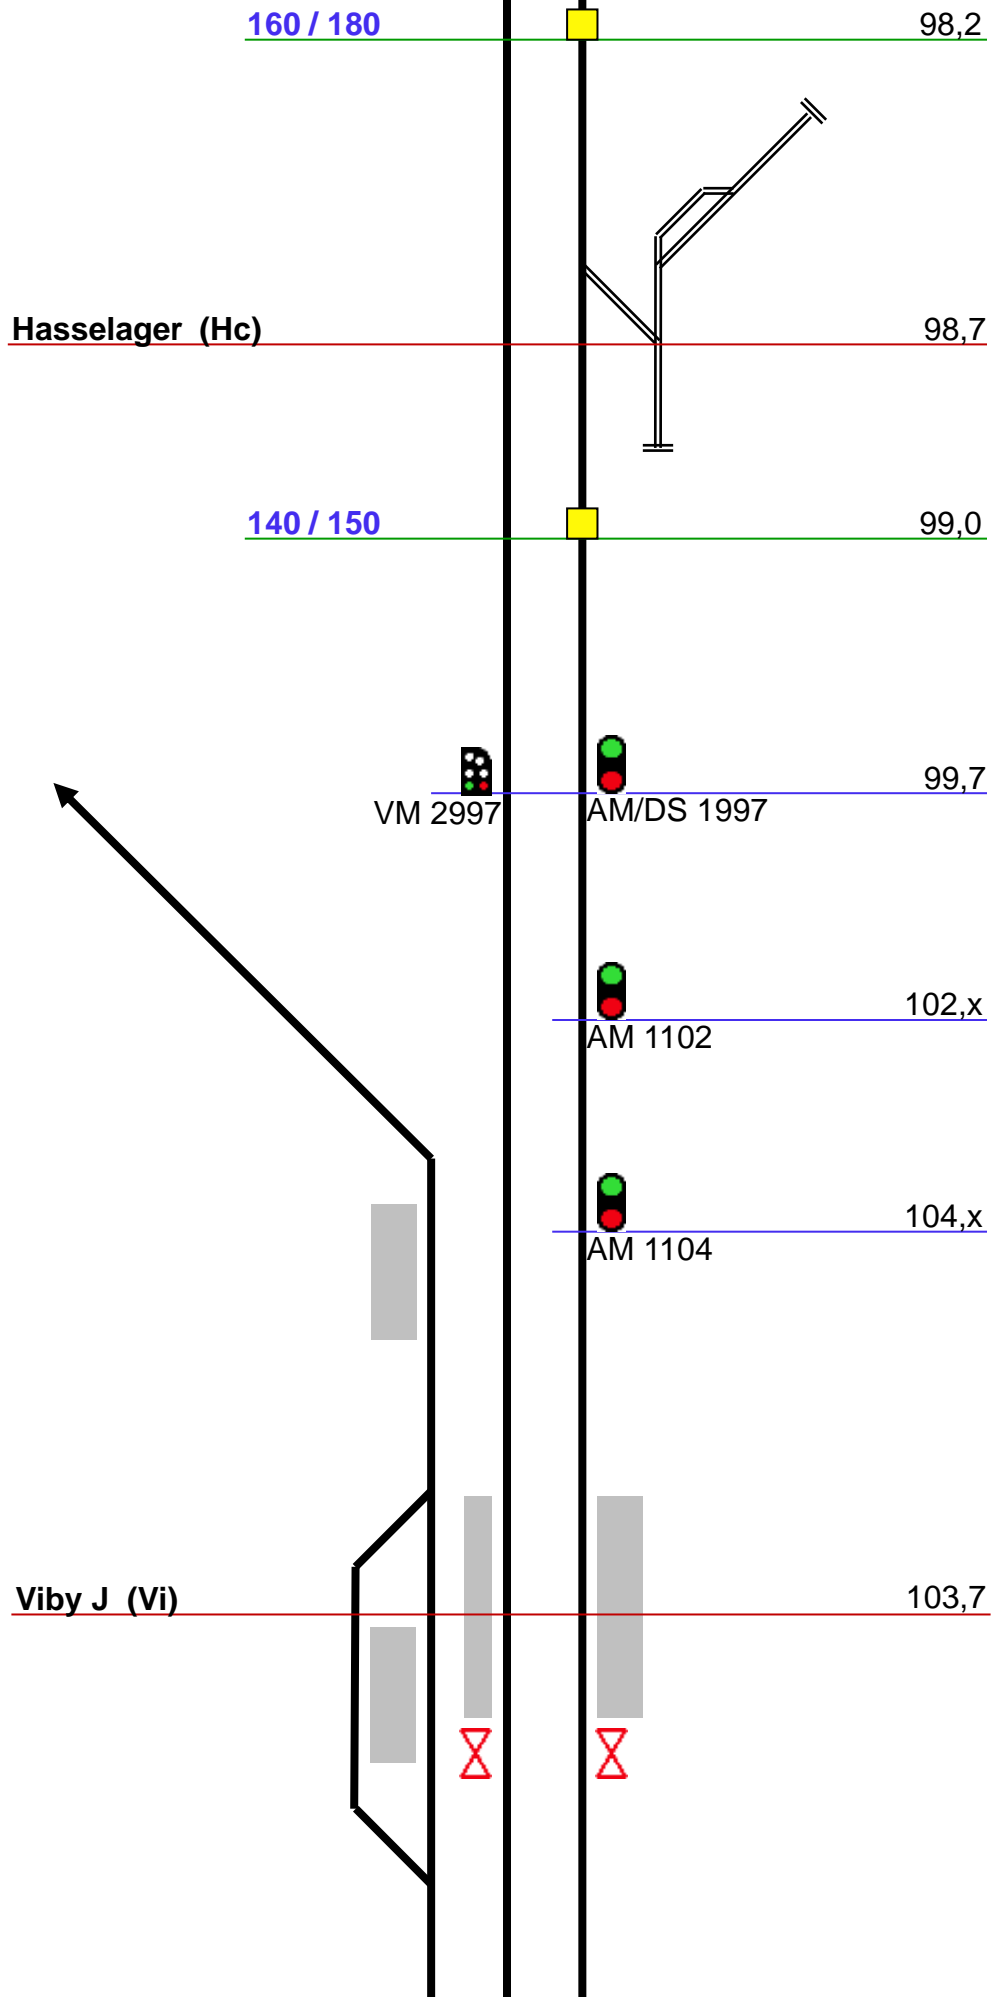 160 / 180 98,2
Hasselager (Hc) 98,7
140 / 150 99,0
99,7
VM 2997 AM/DS 1997
102,x
AM 1102
104,x
AM 1104
Viby J (Vi) 103,7